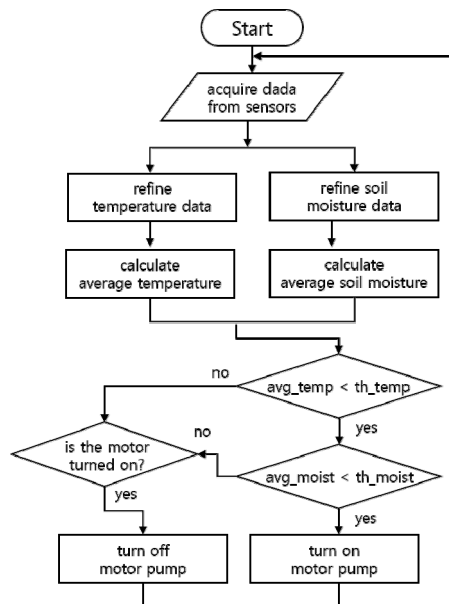 Start
acquire dada
from sensors
refine
temperature data
refine soil
moisture data
calculate
average temperature
calculate
average soil moisture
no
avg_temp < th_temp
yes
is the motor
turned on?
no
avg_moist < th_moist
yes
yes
turn off
motor pump
turn on
motor pump